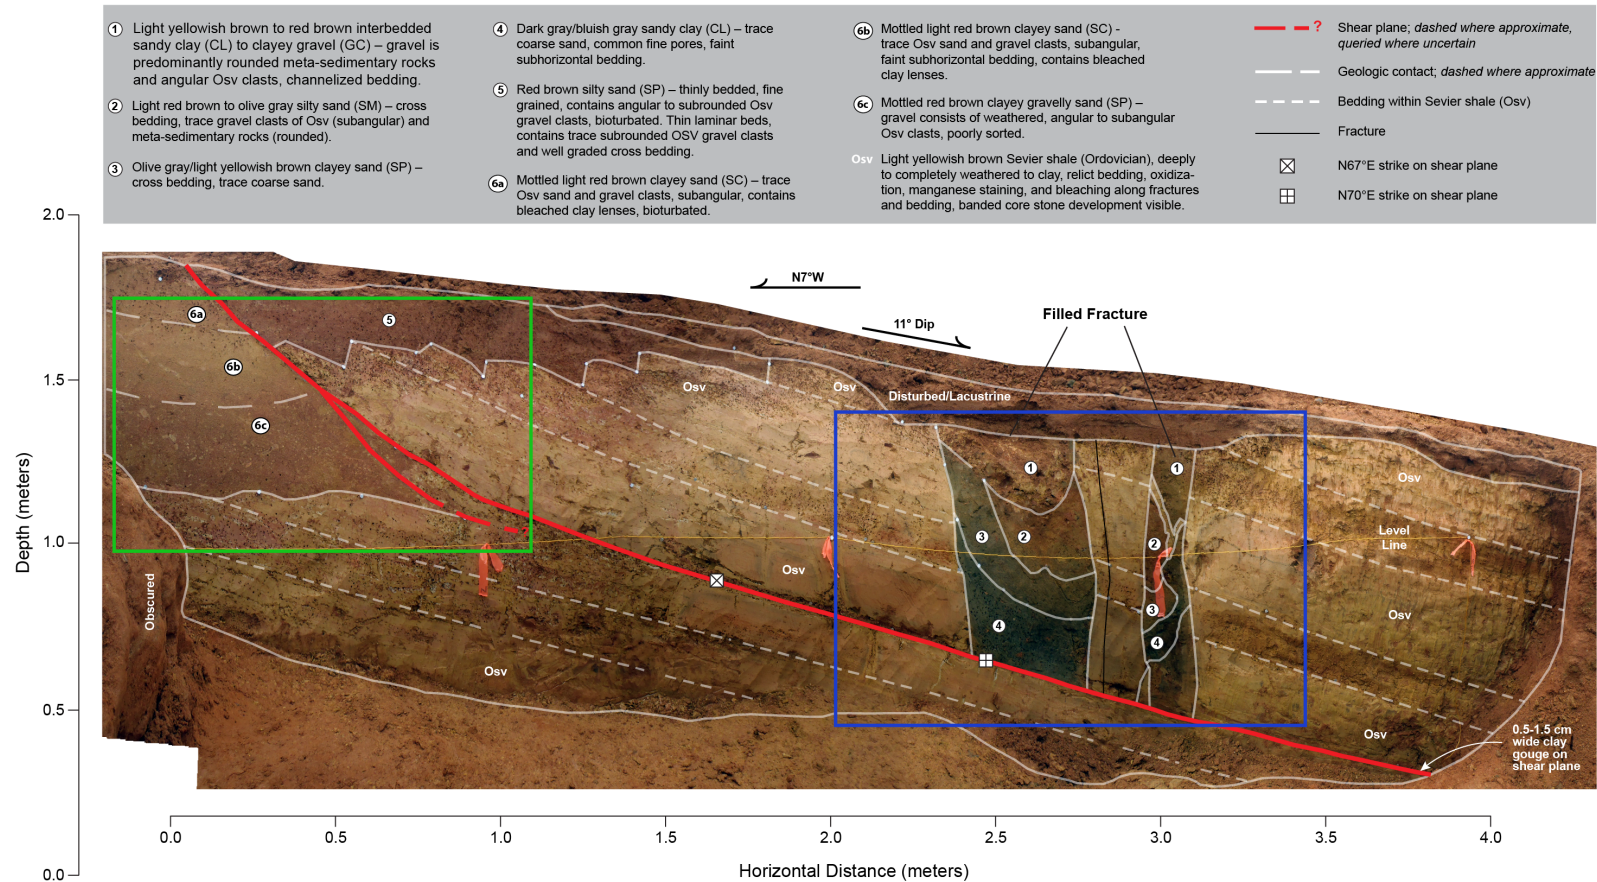 1
Light yellowish brown to red brown interbedded
sandy clay (CL) to clayey gravel (GC) – gravel is
predominantly rounded meta-sedimentary rocks
and angular Osv clasts, channelized bedding.
2
Light red brown to olive gray silty sand (SM) – cross
bedding, trace gravel clasts of Osv (subangular) and
meta-sedimentary rocks (rounded).
3
Olive gray/light yellowish brown clayey sand (SP) –
cross bedding, trace coarse sand.
4
Dark gray/bluish gray sandy clay (CL) – trace
coarse sand, common fine pores, faint
subhorizontal bedding.
5
Red brown silty sand (SP) – thinly bedded, fine
grained, contains angular to subrounded Osv
gravel clasts, bioturbated. Thin laminar beds,
contains trace subrounded OSV gravel clasts
and well graded cross bedding.
6a
Mottled light red brown clayey sand (SC) – trace
Osv sand and gravel clasts, subangular, contains
bleached clay lenses, bioturbated.
6b
Mottled light red brown clayey sand (SC) -
trace Osv sand and gravel clasts, subangular,
faint subhorizontal bedding, contains bleached
clay lenses.
6c
Mottled red brown clayey gravelly sand (SP) –
gravel consists of weathered, angular to subangular
Osv clasts, poorly sorted.
Osv
Light yellowish brown Sevier shale (Ordovician), deeply
to completely weathered to clay, relict bedding, oxidiza-
tion, manganese staining, and bleaching along fractures
and bedding, banded core stone development visible.
?
Shear plane; dashed where approximate,
queried where uncertain
Geologic contact; dashed where approximate
Bedding within Sevier shale (Osv)
Fracture
N67°E strike on shear plane
N70°E strike on shear plane
2.0
1.5
1.0
0.5
0.0
Depth (meters)
N7°W
11° Dip
Filled Fracture
6a
5
6b
6c
Osv
Osv
Disturbed/Lacustrine
1
1
Osv
3
2
2
Level
Line
Osv
Obscured
3
Osv
4
4
Osv
Osv
0.5-1.5 cm
wide clay
gouge on
shear plane
0.0
0.5
1.0
1.5
2.0
2.5
3.0
3.5
4.0
Horizontal Distance (meters)